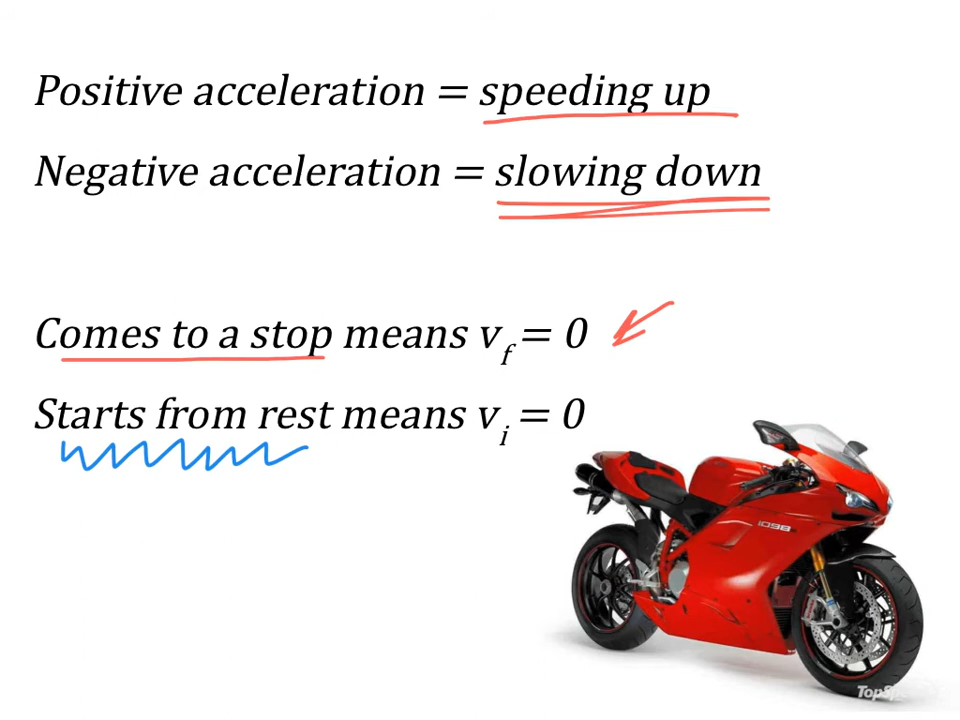 Positive acceleration = speeding up
Negative acceleration = slowing down
Comes to a stop means v_f = 0
Starts from rest means v_i = 0
1098